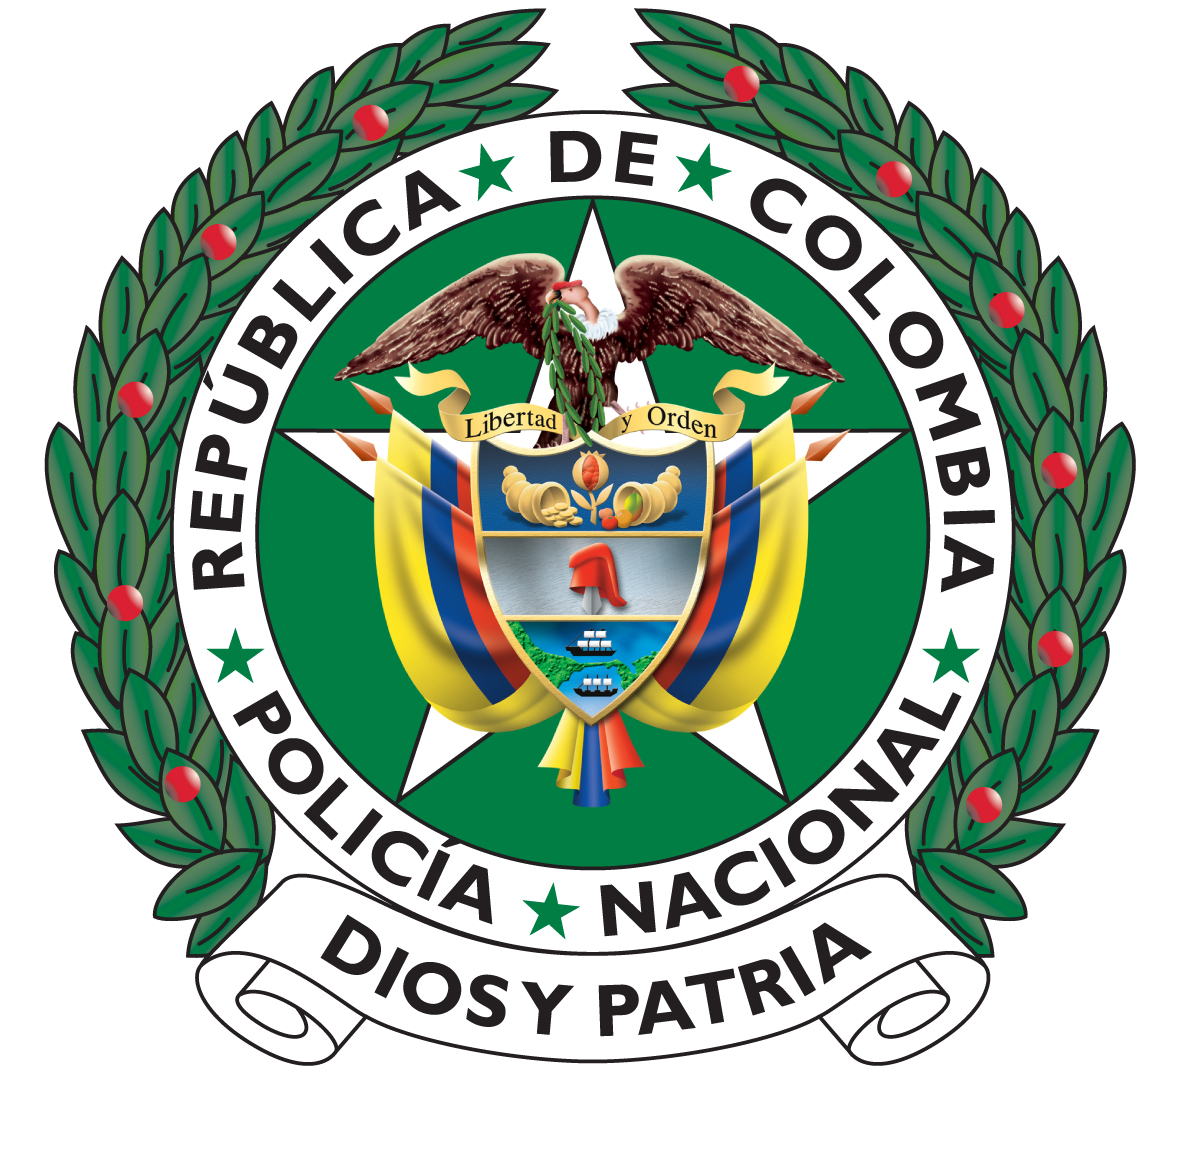 REPÚBLICA DE COLOMBIA
Libertad y Orden
POLICÍA NACIONAL
DIOS Y PATRIA